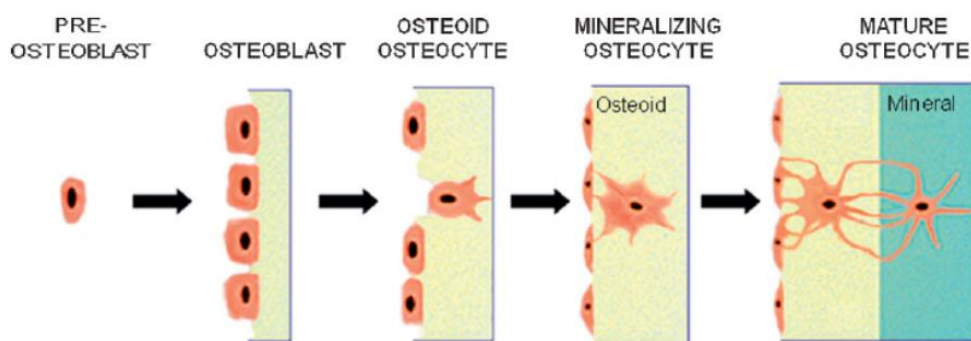 PRE-
OSTEOBLAST
OSTEOBLAST
OSTEOID
OSTEOCYTE
MINERALIZING
OSTEOCYTE
MATURE
OSTEOCYTE
Osteoid
Mineral